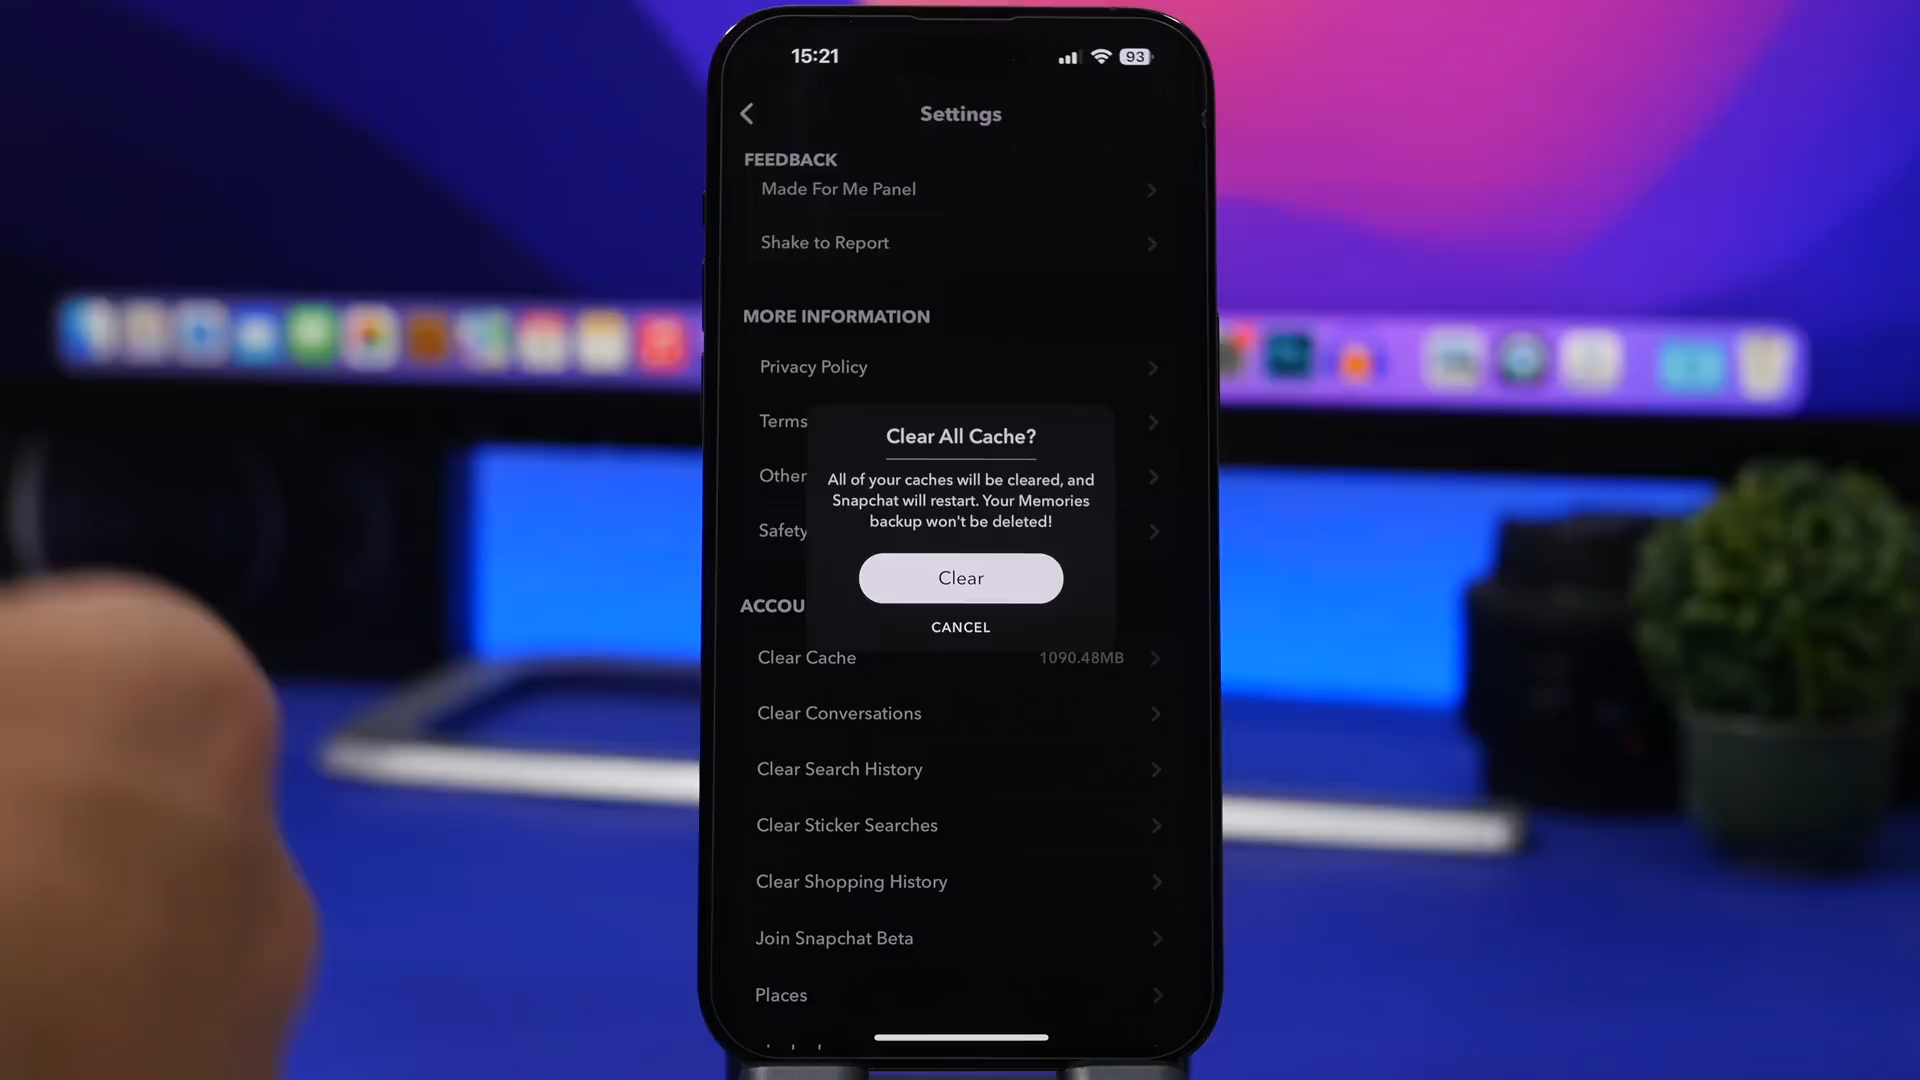 15:21
93
Settings
FEEDBACK
Made For Me Panel
Shake to Report
MORE INFORMATION
Privacy Policy
Terms
Other
Safety
Clear All Cache?
All of your caches will be cleared, and
Snapchat will restart. Your Memories
backup won't be deleted!
Clear
CANCEL
ACCOU
Clear Cache 1090.48MB
Clear Conversations
Clear Search History
Clear Sticker Searches
Clear Shopping History
Join Snapchat Beta
Places